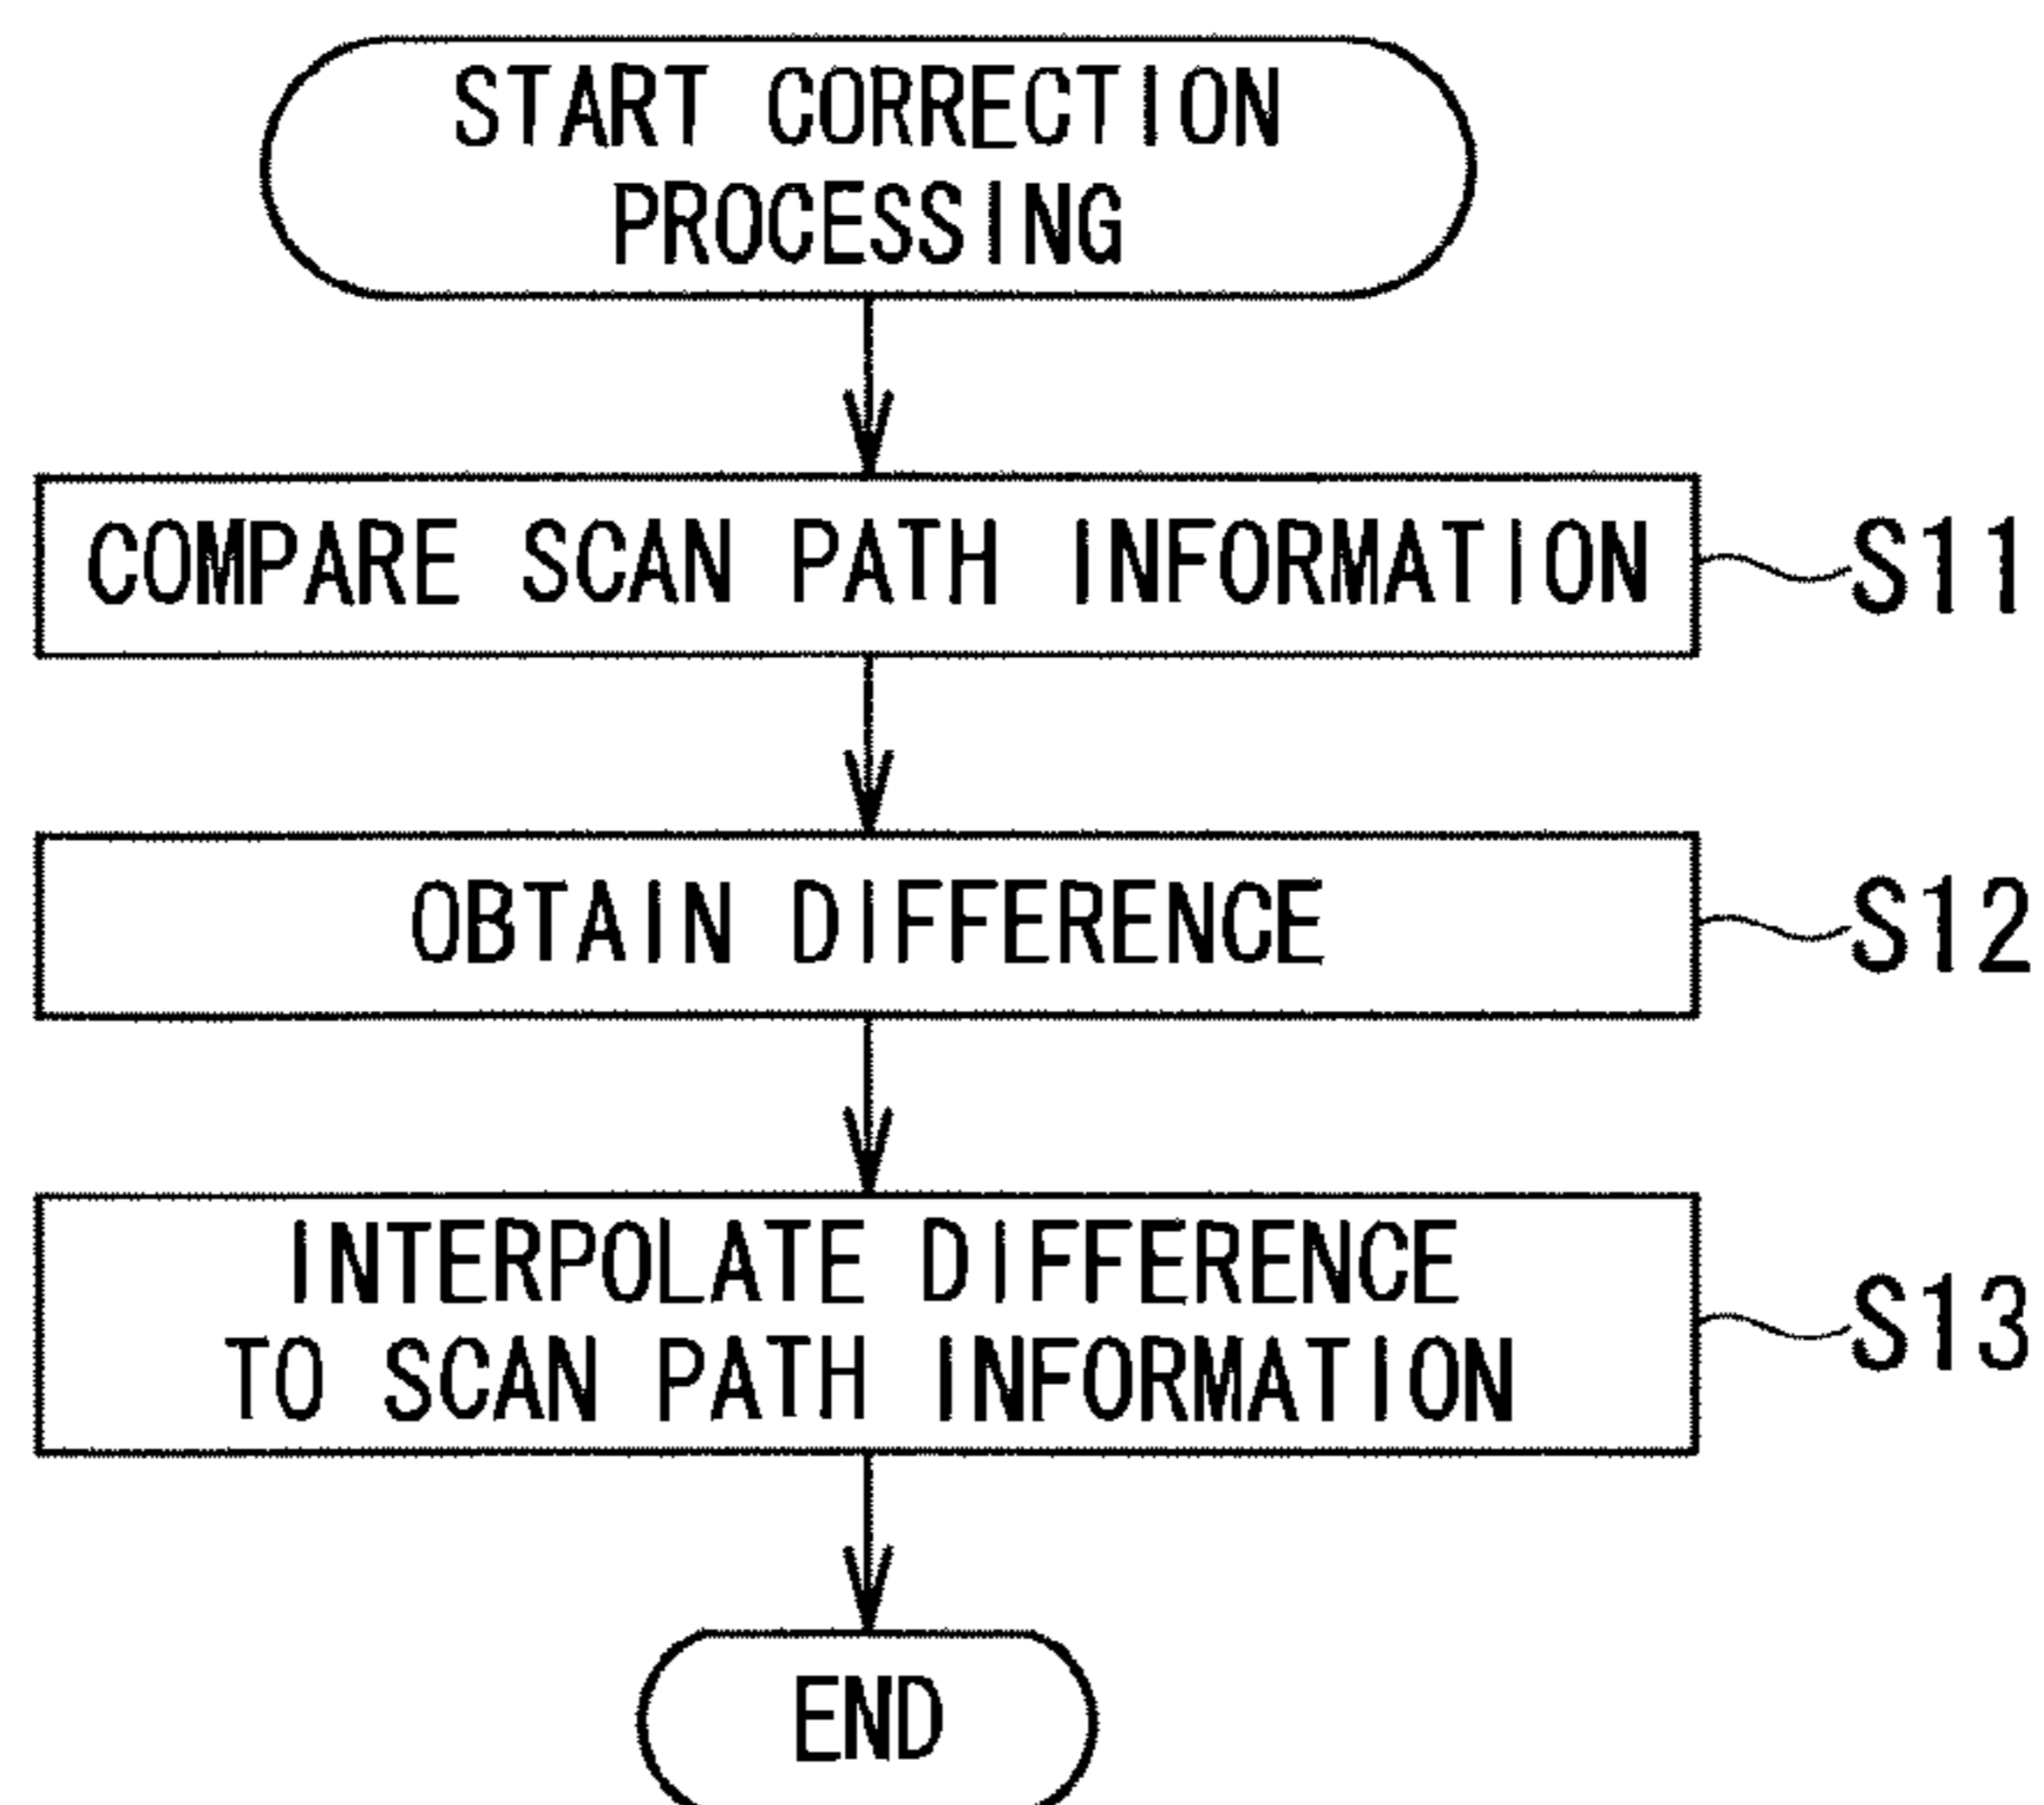 START CORRECTION
PROCESSING
COMPARE SCAN PATH INFORMATION
S11
OBTAIN DIFFERENCE
S12
INTERPOLATE DIFFERENCE
TO SCAN PATH INFORMATION
S13
END